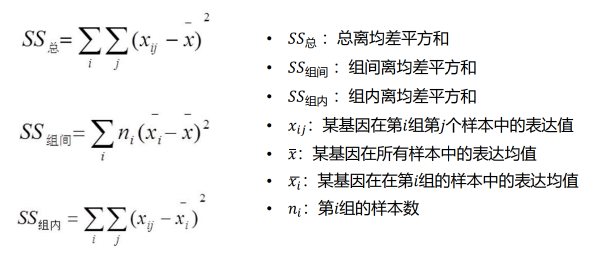 SS总=∑i∑j(xij − x̄)²
SS组间=∑i ni(x̄i − x̄)²
SS组内 = ∑i∑j(xij − x̄i)²
• SS总 ： 总离均差平方和
• SS组间 ： 组间离均差平方和
• SS组内 ： 组内离均差平方和
• xij：某基因在第i组第j个样本中的表达值
• x̄：某基因在所有样本中的表达均值
• x̄i：某基因在在第i组的样本中的表达均值
• ni：第i组的样本数